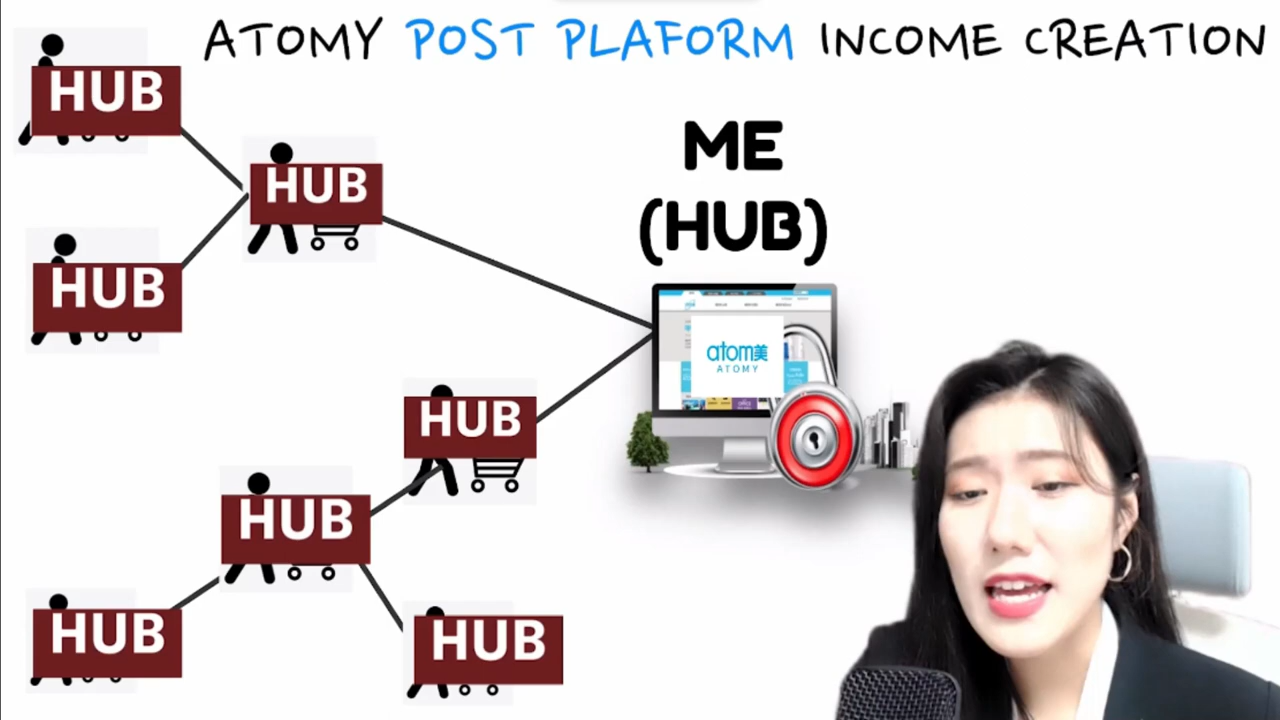 ATOMY POST PLAFORM INCOME CREATION
HUB
HUB
HUB
ME
(HUB)
atom美
ATOMY
HUB
HUB
HUB
HUB